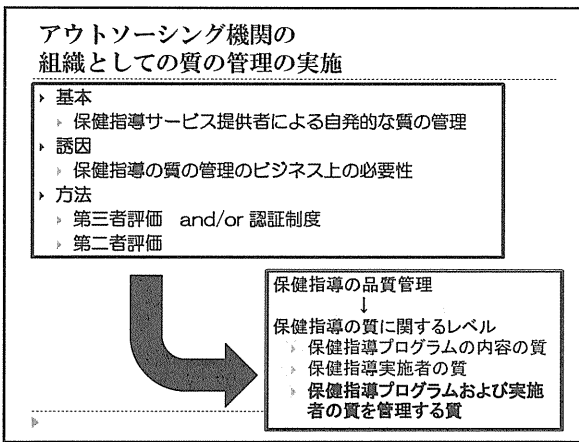 アウトソーシング機関の
組織としての質の管理の実施
基本
保健指導サービス提供者による自発的な質の管理
誘因
保健指導の質の管理のビジネス上の必要性
方法
第三者評価 and/or 認証制度
第二者評価
保健指導の品質管理
↓
保健指導の質に関するレベル
保健指導プログラムの内容の質
保健指導実施者の質
保健指導プログラムおよび実施
者の質を管理する質